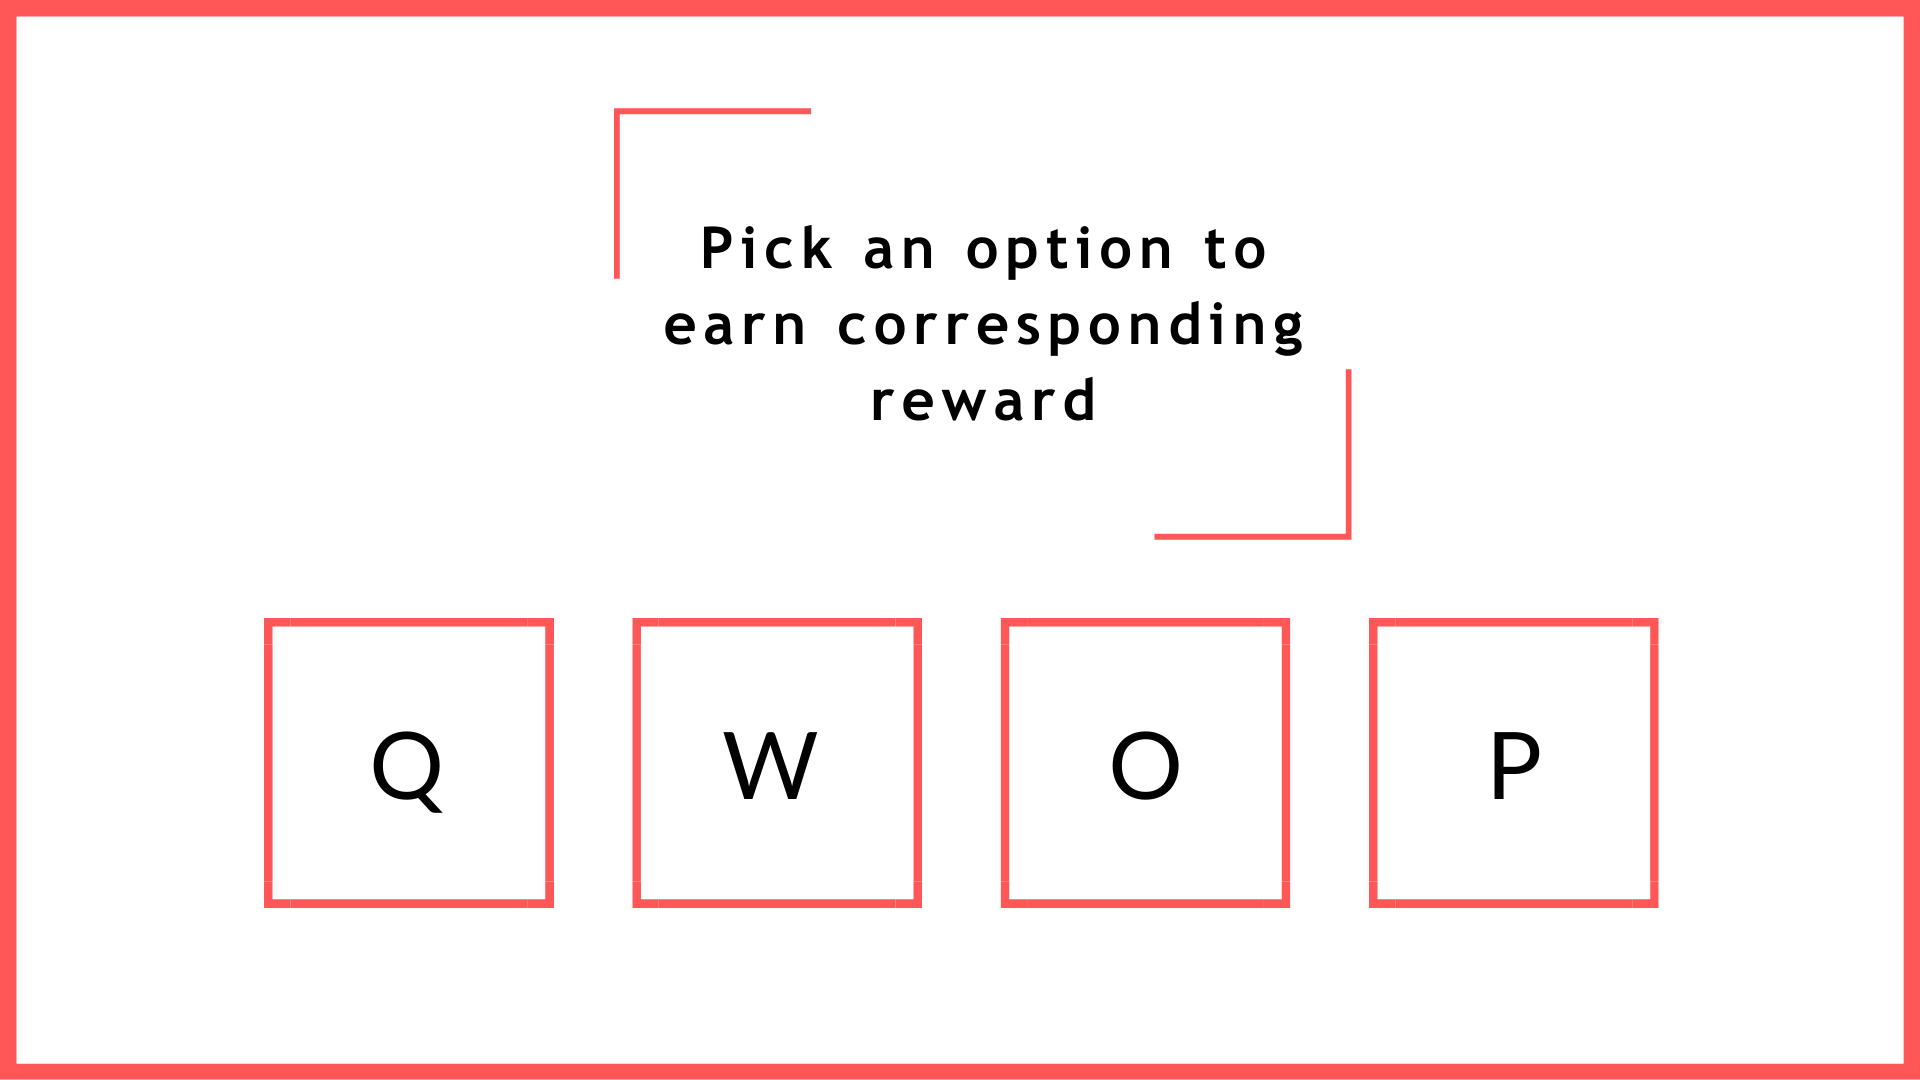 Pick an option to
earn corresponding
reward
Q W O P